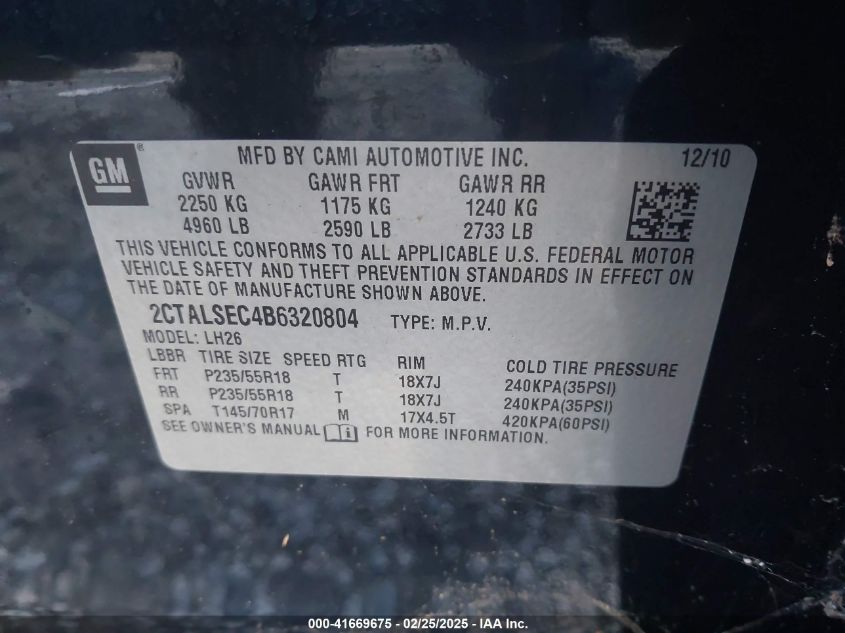 GM®
MFD BY CAMI AUTOMOTIVE INC. 12/10
GVWR GAWR FRT GAWR RR
2250 KG 1175 KG 1240 KG
4960 LB 2590 LB 2733 LB
THIS VEHICLE CONFORMS TO ALL APPLICABLE U.S. FEDERAL MOTOR
VEHICLE SAFETY AND THEFT PREVENTION STANDARDS IN EFFECT ON
THE DATE OF MANUFACTURE SHOWN ABOVE.
2CTALSEC4B6320804 TYPE: M.P.V.
MODEL: LH26
LBBR TIRE SIZE SPEED RTG RIM COLD TIRE PRESSURE
FRT P235/55R18 T 18X7J 240KPA(35PSI)
RR P235/55R18 T 18X7J 240KPA(35PSI)
SPA T145/70R17 M 17X4.5T 420KPA(60PSI)
SEE OWNER'S MANUAL FOR MORE INFORMATION.
000-41669675 - 02/25/2025 - IAA Inc.